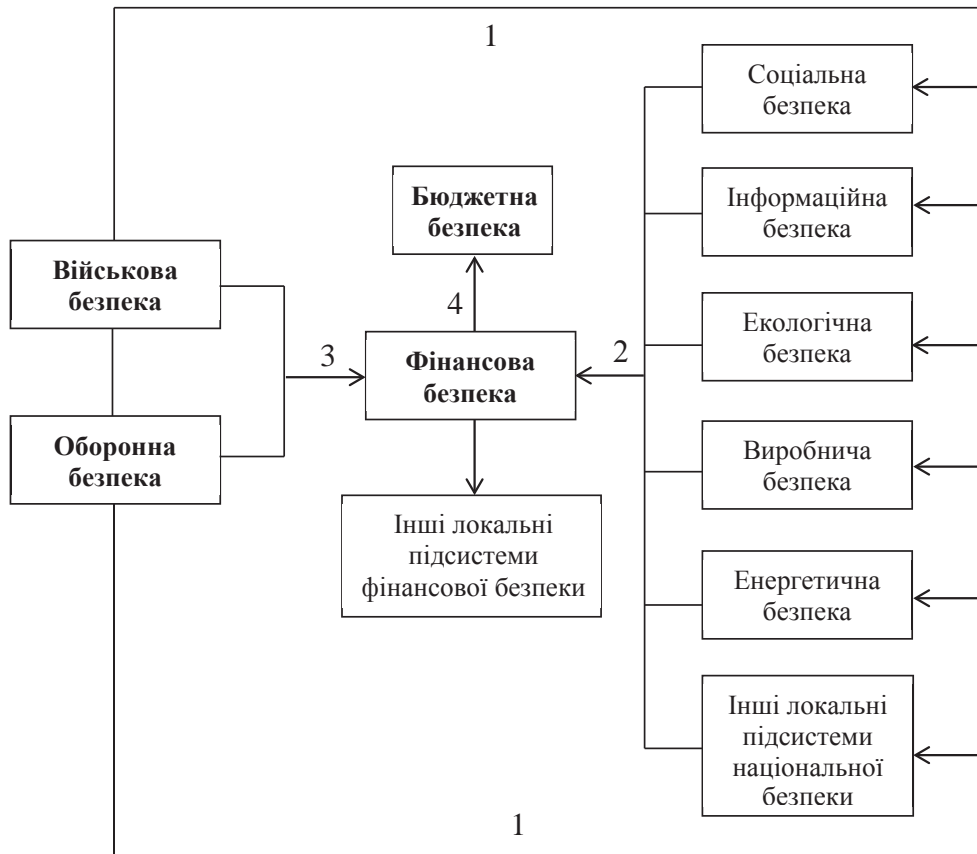 1
Соціальна
безпека
Бюджетна
безпека
Інформаційна
безпека
Військова
безпека
4
Екологічна
безпека
3
Фінансова
безпека
2
Оборонна
безпека
Виробнича
безпека
Інші локальні
підсистеми
фінансової безпеки
Енергетична
безпека
Інші локальні
підсистеми
національної
безпеки
1